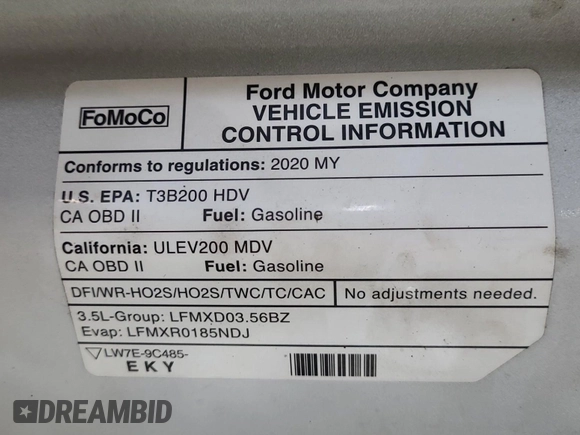 FoMoCo
Ford Motor Company
VEHICLE EMISSION
CONTROL INFORMATION
Conforms to regulations: 2020 MY
U.S. EPA: T3B200 HDV
CA OBD II Fuel: Gasoline
California: ULEV200 MDV
CA OBD II Fuel: Gasoline
DFI/WR-HO2S/HO2S/TWC/TC/CAC No adjustments needed.
3.5L-Group: LFMXD03.56BZ
Evap: LFMXR0185NDJ
LW7E-9C485-
EKY
DREAMBID